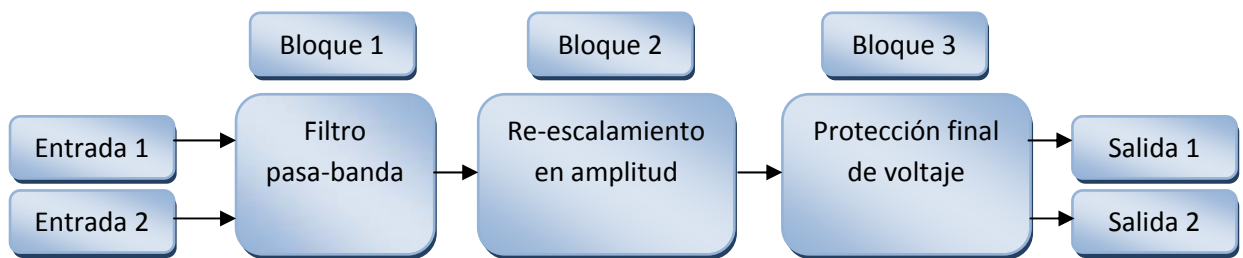 Bloque 1
Bloque 2
Bloque 3
Entrada 1
Entrada 2
Filtro
pasa-banda
Re-escalamiento
en amplitud
Protección final
de voltaje
Salida 1
Salida 2